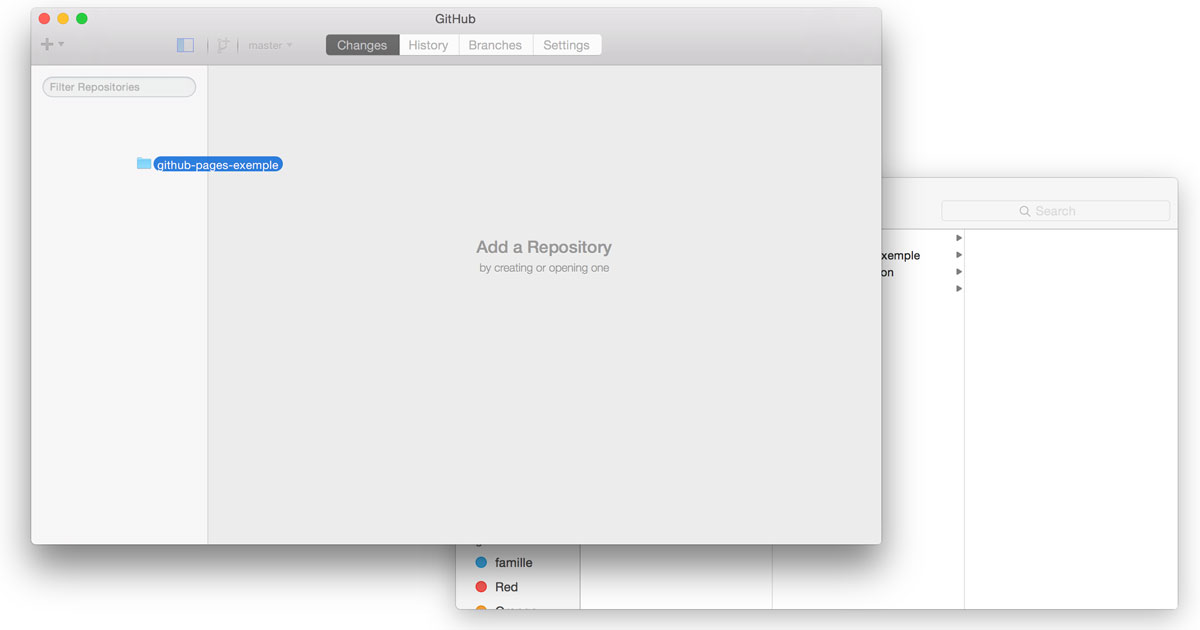 GitHub
master
Changes
History
Branches
Settings
Filter Repositories
github-pages-exemple
Add a Repository
by creating or opening one
Search
xemple
on
famille
Red